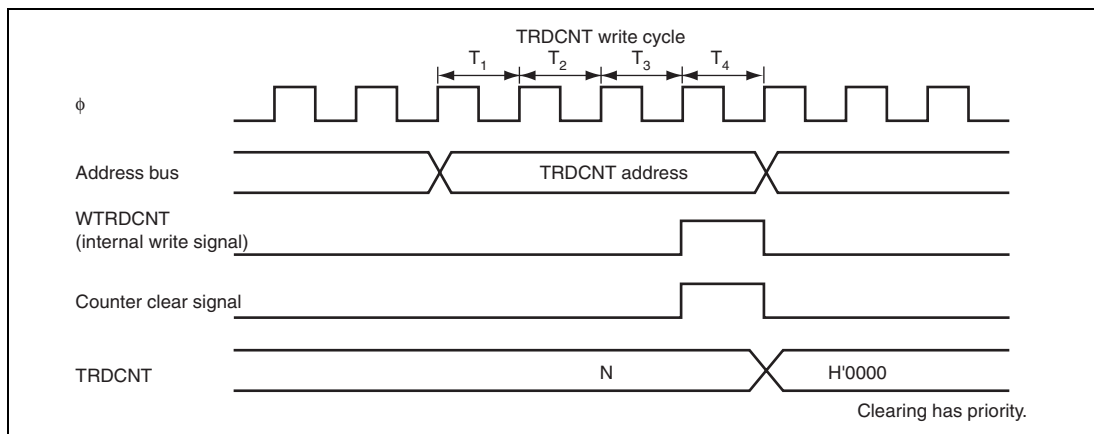 TRDCNT write cycle
T1 T2 T3 T4
ϕ
Address bus
TRDCNT address
WTRDCNT
(internal write signal)
Counter clear signal
TRDCNT
N
H'0000
Clearing has priority.